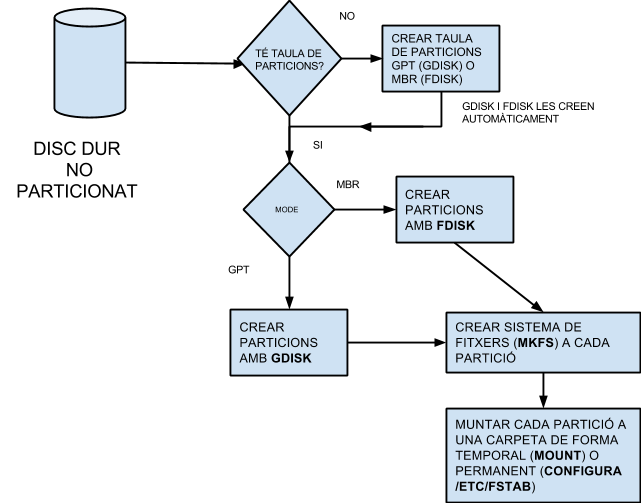 DISC DUR
NO
PARTICIONAT
TÉ TAULA DE
PARTICIONS?
NO
CREAR TAULA
DE PARTICIONS
GPT (GDISK) O
MBR (FDISK)
GDISK I FDISK LES CREEN
AUTOMÀTICAMENT
SI
MODE
MBR
CREAR
PARTICIONS
AMB FDISK
GPT
CREAR
PARTICIONS
AMB GDISK
CREAR SISTEMA DE
FITXERS (MKFS) A CADA
PARTICIÓ
MUNTAR CADA PARTICIÓ A
UNA CARPETA DE FORMA
TEMPORAL (MOUNT) O
PERMANENT (CONFIGURA
/ETC/FSTAB)